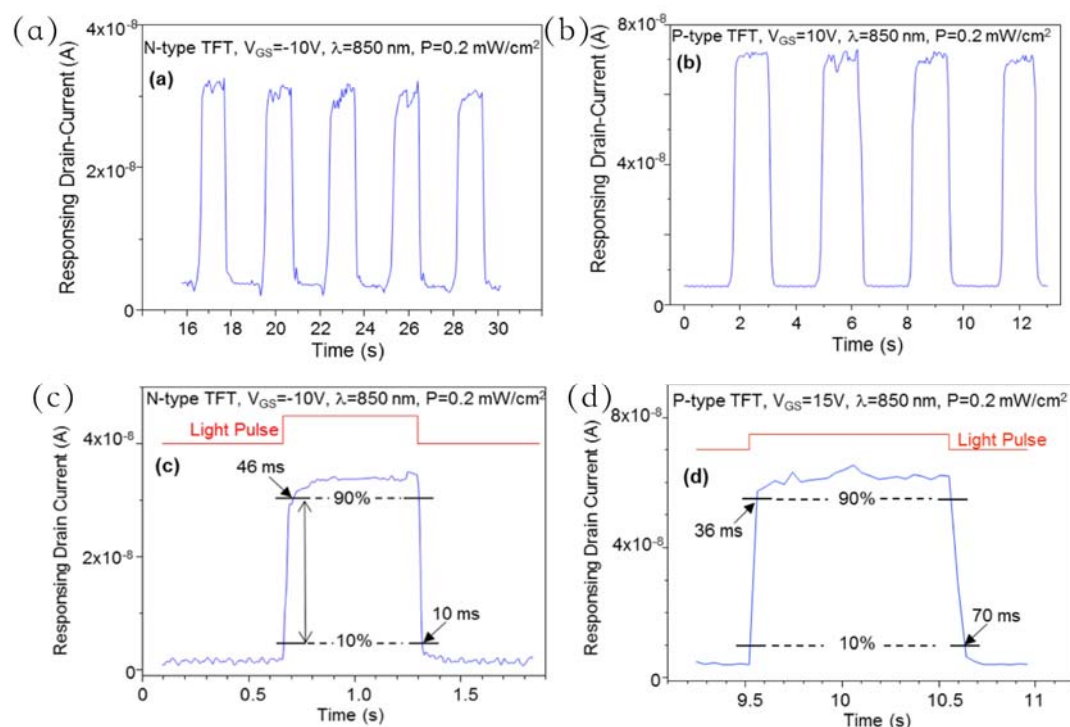 (a)
N-type TFT, V_GS=-10V, λ=850 nm, P=0.2 mW/cm²
(a)
Responsing Drain-Current (A)
4x10⁻⁸
2x10⁻⁸
0
16 18 20 22 24 26 28 30
Time (s)
(b)
P-type TFT, V_GS=10V, λ=850 nm, P=0.2 mW/cm²
(b)
Responsing Drain-Current (A)
8x10⁻⁸
4x10⁻⁸
0
0 2 4 6 8 10 12
Time (s)
(c)
N-type TFT, V_GS=-10V, λ=850 nm, P=0.2 mW/cm²
Light Pulse
(c)
46 ms
90%
10 ms
10%
Responsing Drain Current (A)
4x10⁻⁸
2x10⁻⁸
0
0.0 0.5 1.0 1.5
Time (s)
(d)
P-type TFT, V_GS=15V, λ=850 nm, P=0.2 mW/cm²
Light Pulse
(d)
36 ms
90%
70 ms
10%
Responsing Drain Current (A)
8x10⁻⁸
4x10⁻⁸
0
9.5 10 10.5 11
Time (s)